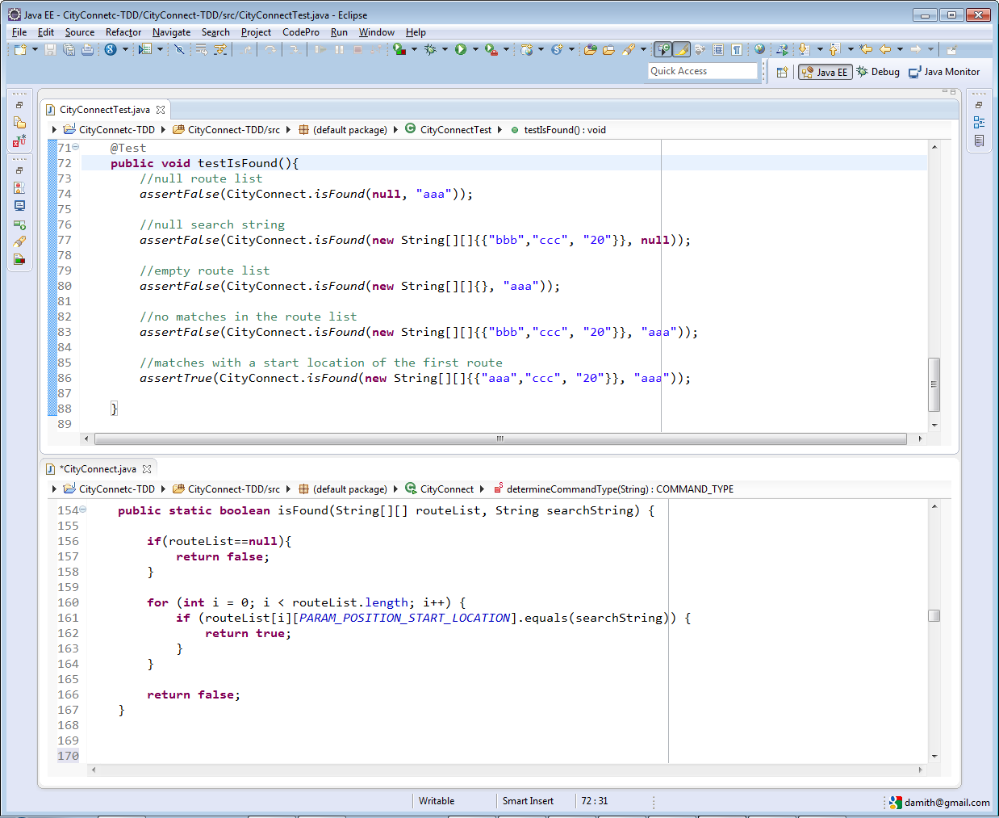 Java EE - CityConnetc-TDD/CityConnect-TDD/src/CityConnectTest.java - Eclipse
File Edit Source Refactor Navigate Search Project CodePro Run Window Help
Quick Access
Java EE Debug Java Monitor
CityConnectTest.java
CityConnetc-TDD CityConnect-TDD/src (default package) CityConnectTest testIsFound() : void
71 @Test
72 public void testIsFound(){
73 //null route list
74 assertFalse(CityConnect.isFound(null, "aaa"));
75
76 //null search string
77 assertFalse(CityConnect.isFound(new String[][]{{"bbb","ccc", "20"}}, null));
78
79 //empty route list
80 assertFalse(CityConnect.isFound(new String[][]{}, "aaa"));
81
82 //no matches in the route list
83 assertFalse(CityConnect.isFound(new String[][]{{"bbb","ccc", "20"}}, "aaa"));
84
85 //matches with a start location of the first route
86 assertTrue(CityConnect.isFound(new String[][]{{"aaa","ccc", "20"}}, "aaa"));
87
88 }
89
*CityConnect.java
CityConnetc-TDD CityConnect-TDD/src (default package) CityConnect determineCommandType(String) : COMMAND_TYPE
154 public static boolean isFound(String[][] routeList, String searchString) {
155
156 if(routeList==null){
157 return false;
158 }
159
160 for (int i = 0; i < routeList.length; i++) {
161 if (routeList[i][PARAM_POSITION_START_LOCATION].equals(searchString)) {
162 return true;
163 }
164 }
165
166 return false;
167 }
168
169
170
Writable Smart Insert 72 : 31 damith@gmail.com